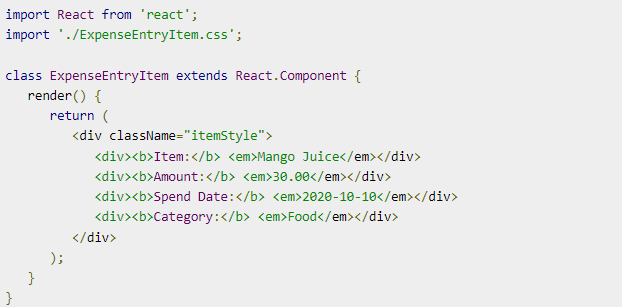 import React from 'react';
import './ExpenseEntryItem.css';

class ExpenseEntryItem extends React.Component {
   render() {
      return (
         <div className="itemStyle">
            <div><b>Item:</b> <em>Mango Juice</em></div>
            <div><b>Amount:</b> <em>30.00</em></div>
            <div><b>Spend Date:</b> <em>2020-10-10</em></div>
            <div><b>Category:</b> <em>Food</em></div>
         </div>
      );
   }
}